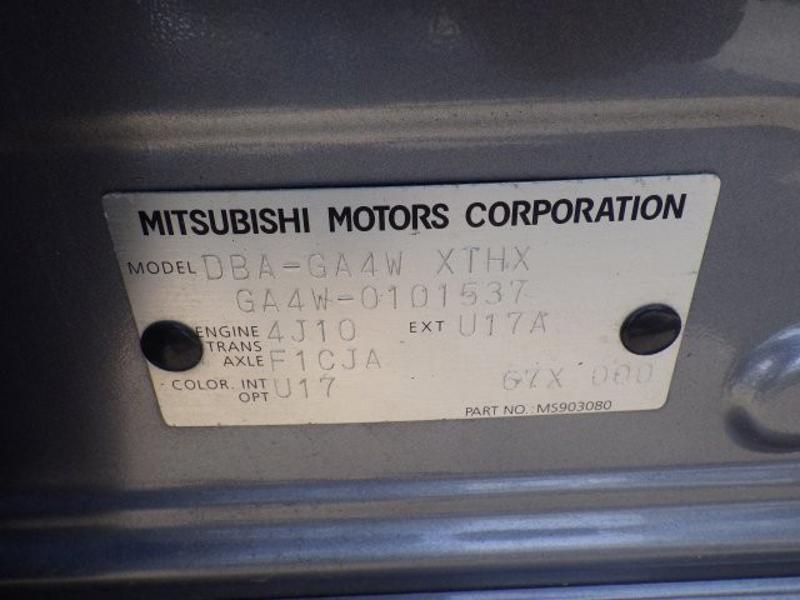 MITSUBISHI MOTORS CORPORATION
MODEL DBA-GA4W XTHX
GA4W-0101537
ENGINE 4J10 EXT U17A
TRANS AXLE F1CJA
COLOR. INT OPT U17 67X 000
PART NO.: MS903080